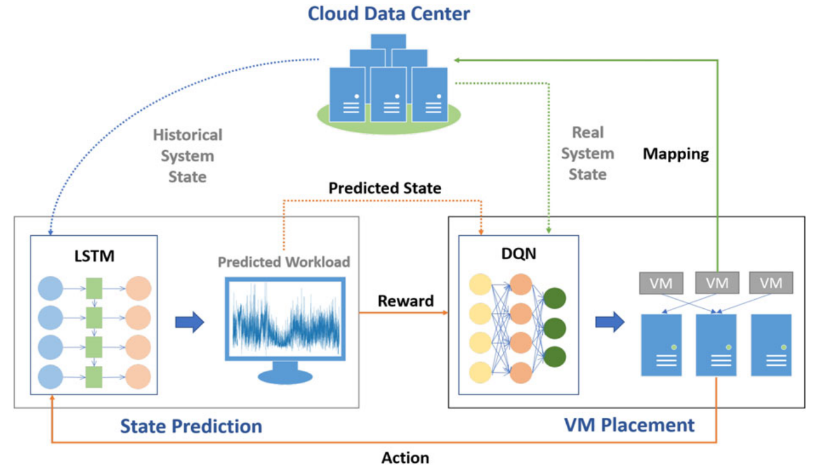 Cloud Data Center
Historical
System
State
Real
System
State
Mapping
Predicted State
LSTM
Predicted Workload
DQN
VM VM VM
Reward
State Prediction
VM Placement
Action